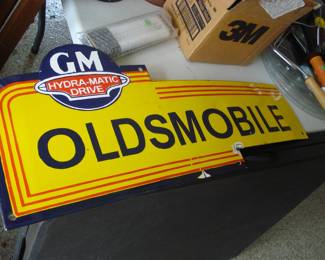 GM
HYDRA-MATIC
DRIVE
OLDSMOBILE
3M